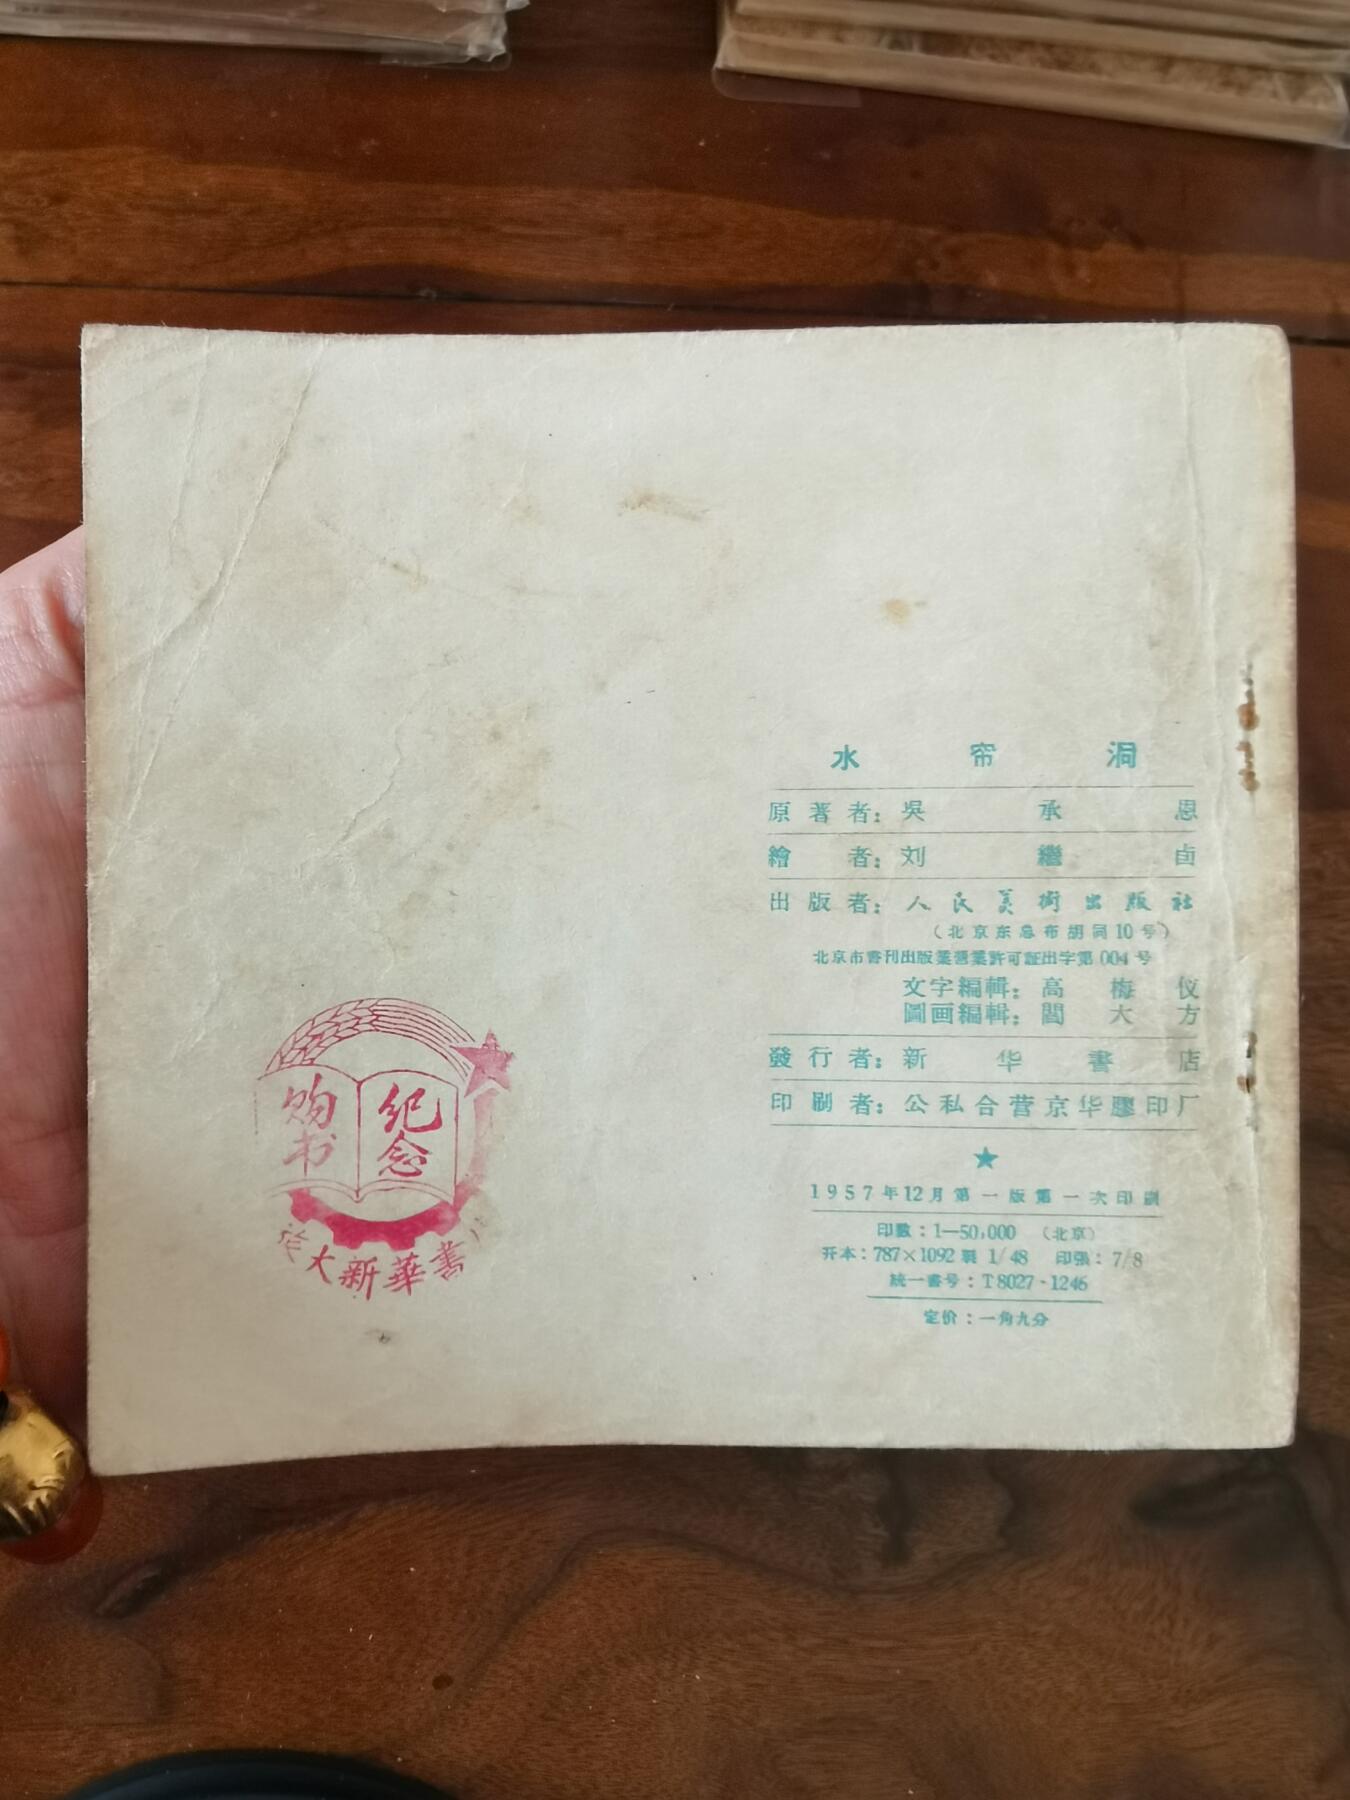 水帘洞
原著者：吳承恩
繪者：刘繼卣
出版者：人民美術出版社
（北京东总布胡同10号）
北京市書刊出版業营業許可証出字第004号
文字編輯：高梅仪
圖画編輯：閻大方
發行者：新华書店
印刷者：公私合营京华膠印厂
★
1957年12月第一版第一次印刷
印数：1—50,000（北京）
开本：787×1092 1/48 印張：7/8
統一書号：T8027·1246
定价：一角九分
购书 纪念
大新華書